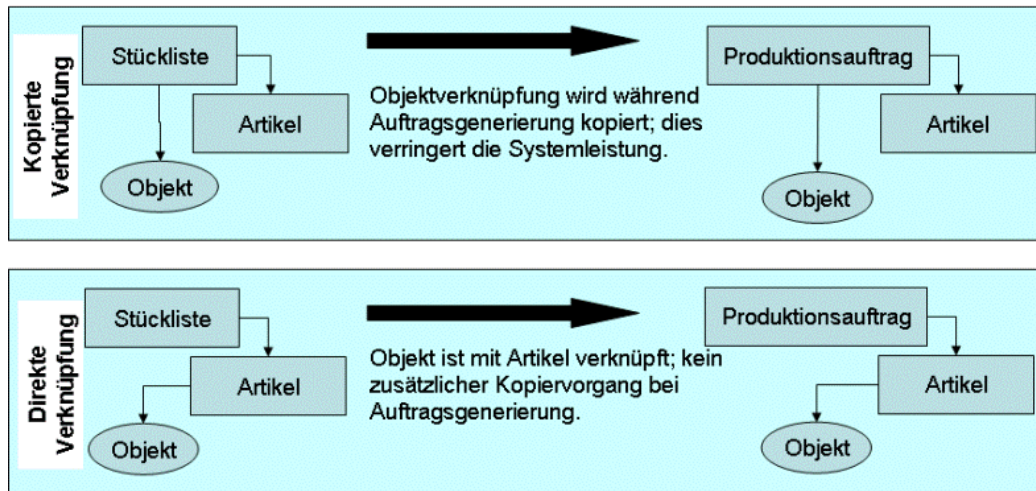 Kopierte
Verknüpfung
Stückliste
Artikel
Objekt
Objektverknüpfung wird während
Auftragsgenerierung kopiert; dies
verringert die Systemleistung.
Produktionsauftrag
Artikel
Objekt
Direkte
Verknüpfung
Stückliste
Artikel
Objekt
Objekt ist mit Artikel verknüpft; kein
zusätzlicher Kopiervorgang bei
Auftragsgenerierung.
Produktionsauftrag
Artikel
Objekt